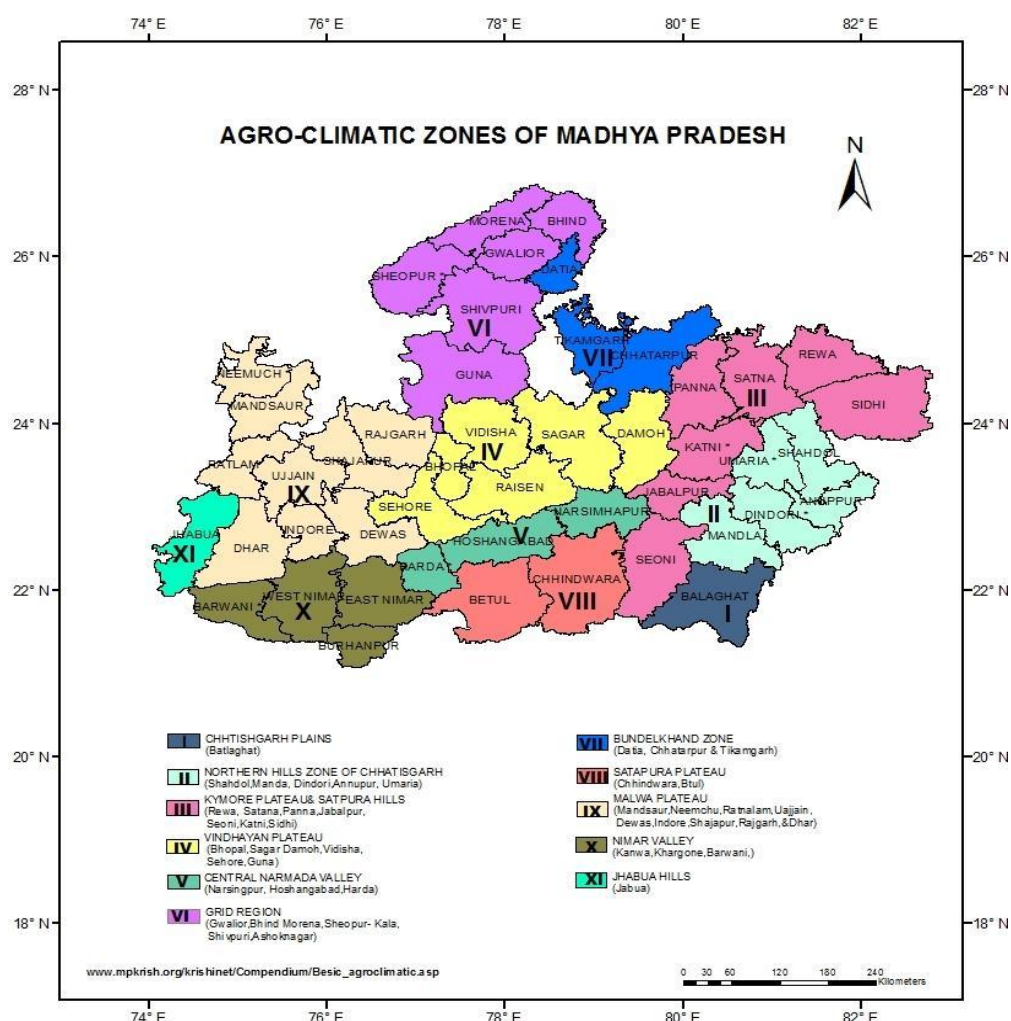 74° E 76° E 78° E 80° E 82° E
28° N 28° N
AGRO-CLIMATIC ZONES OF MADHYA PRADESH
N
MORENA BHIND
26° N 26° N
GWALIOR
SHEOPUR * DATIA
SHIVPURI
VI
TIKAMGARH
VII CHHATARPUR REWA
NEEMUCH * GUNA PANNA SATNA
III
MANDSAUR SIDHI
24° N 24° N
RAJGARH VIDISHA SAGAR DAMOH
IV KATNI *
RATLAM SHAJAPUR BHOPAL UMARIA * SHAHDOL
UJJAIN RAISEN
IX JABALPUR
SEHORE NARSIMHAPUR ANUPPUR
II DINDORI *
JHABUA INDORE DEWAS HOSHANGABAD V MANDLA
XI DHAR
HARDA CHHINDWARA SEONI
22° N 22° N
BARWANI * WEST NIMAR EAST NIMAR BETUL VIII BALAGHAT
X I
BURHANPUR
I CHHTISHGARH PLAINS
(Batlaghat)
II NORTHERN HILLS ZONE OF CHHATISGARH
(Shahdol,Manda, Dindori,Annupur, Umaria)
III KYMORE PLATEAU& SATPURA HILLS
(Rewa, Satana,Panna,Jabalpur,
Seoni,Katni,Sidhi)
IV VINDHAYAN PLATEAU
(Bhopal,Sagar Damoh,Vidisha,
Sehore,Guna)
V CENTRAL NARMADA VALLEY
(Narsingpur, Hoshangabad,Harda)
VI GRID REGION
(Gwalior,Bhind Morena,Sheopur- Kala,
Shivpuri,Ashoknagar)
VII BUNDELKHAND ZONE
(Datia, Chhatarpur & Tikamgarh)
VIII SATAPURA PLATEAU
(Chhindwara,Btul)
IX MALWA PLATEAU
(Mandsaur,Neemchu,Ratnalam,Uajjain,
Dewas,Indore,Shajapur,Rajgarh,&Dhar)
X NIMAR VALLEY
(Kanwa,Khargone,Barwani,)
XI JHABUA HILLS
(Jabua)
20° N 20° N
18° N 18° N
www.mpkrish.org/krishinet/Compendium/Besic_agroclimatic.asp
0 30 60 120 180 240
Kilometers
74° E 76° E 78° E 80° E 82° E